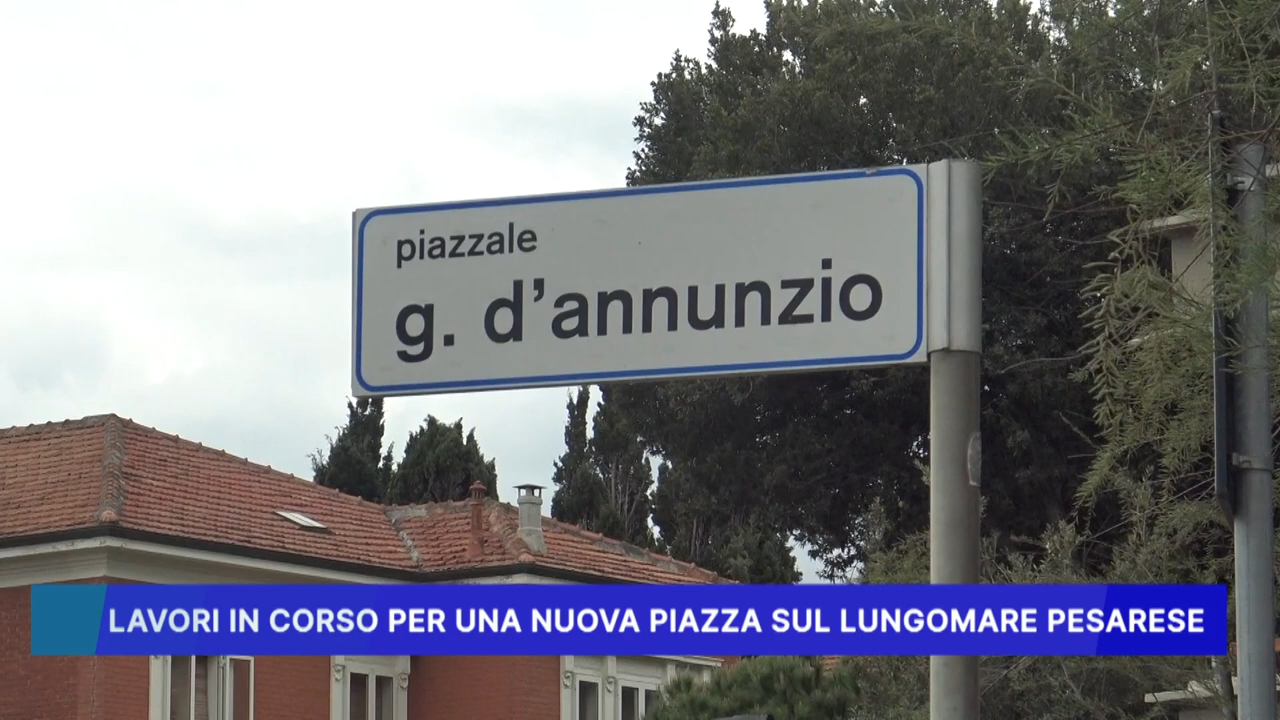 piazzale
g. d’annunzio
LAVORI IN CORSO PER UNA NUOVA PIAZZA SUL LUNGOMARE PESARESE